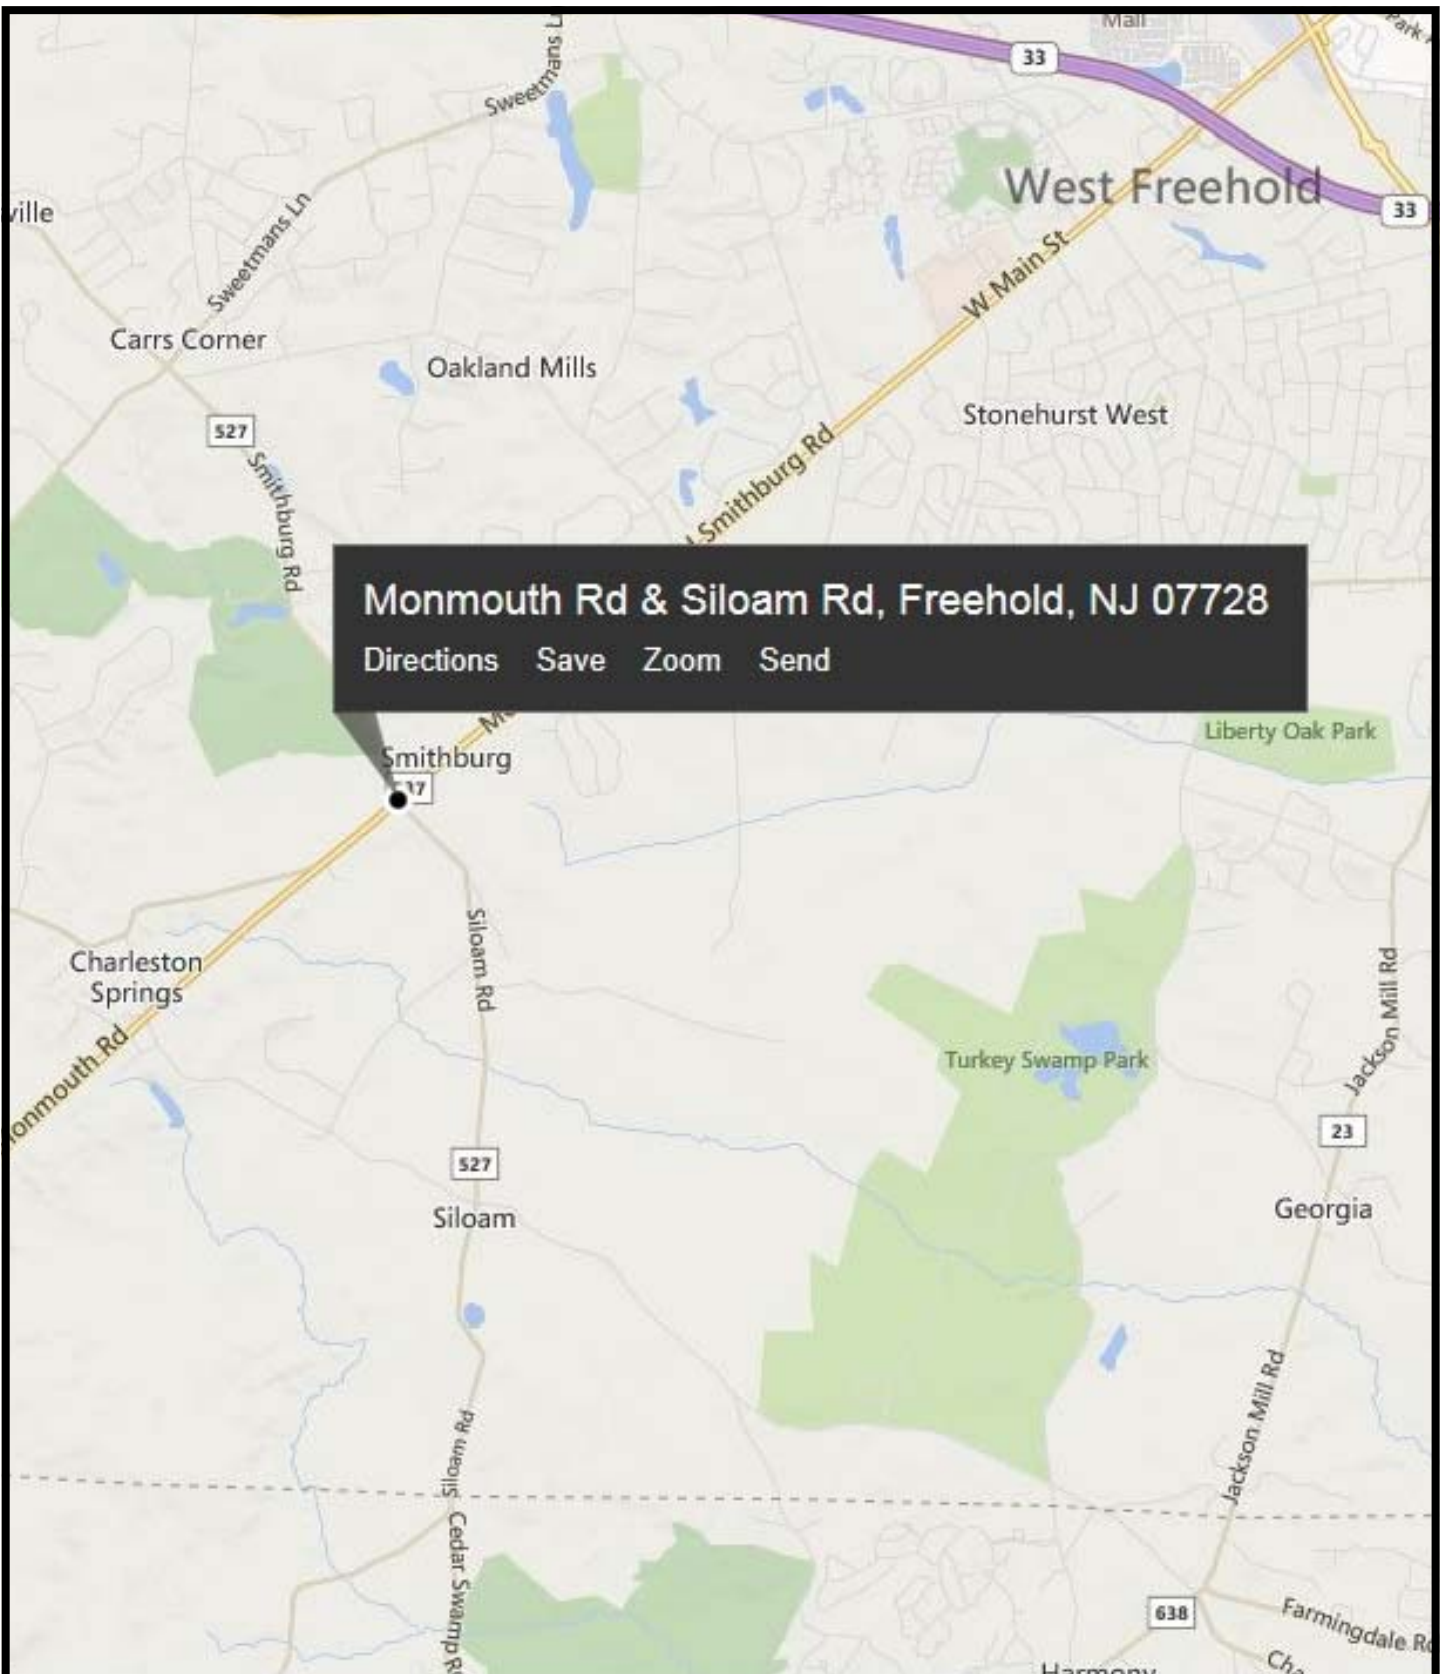 Mall
33
Park
Sweetmans L
Sweetmans Ln
West Freehold
33
ville
W Main St
Carrs Corner
Oakland Mills
Stonehurst West
527
Smithburg Rd
Smithburg Rd
Monmouth Rd & Siloam Rd, Freehold, NJ 07728
Directions Save Zoom Send
Liberty Oak Park
Smithburg
Siloam Rd
Charleston
Springs
Jackson Mill Rd
onmouth Rd
Turkey Swamp Park
23
527
Siloam
Georgia
Jackson Mill Rd
Siloam Rd
Cedar Swamp R
638
Farmingdale R
Harmony